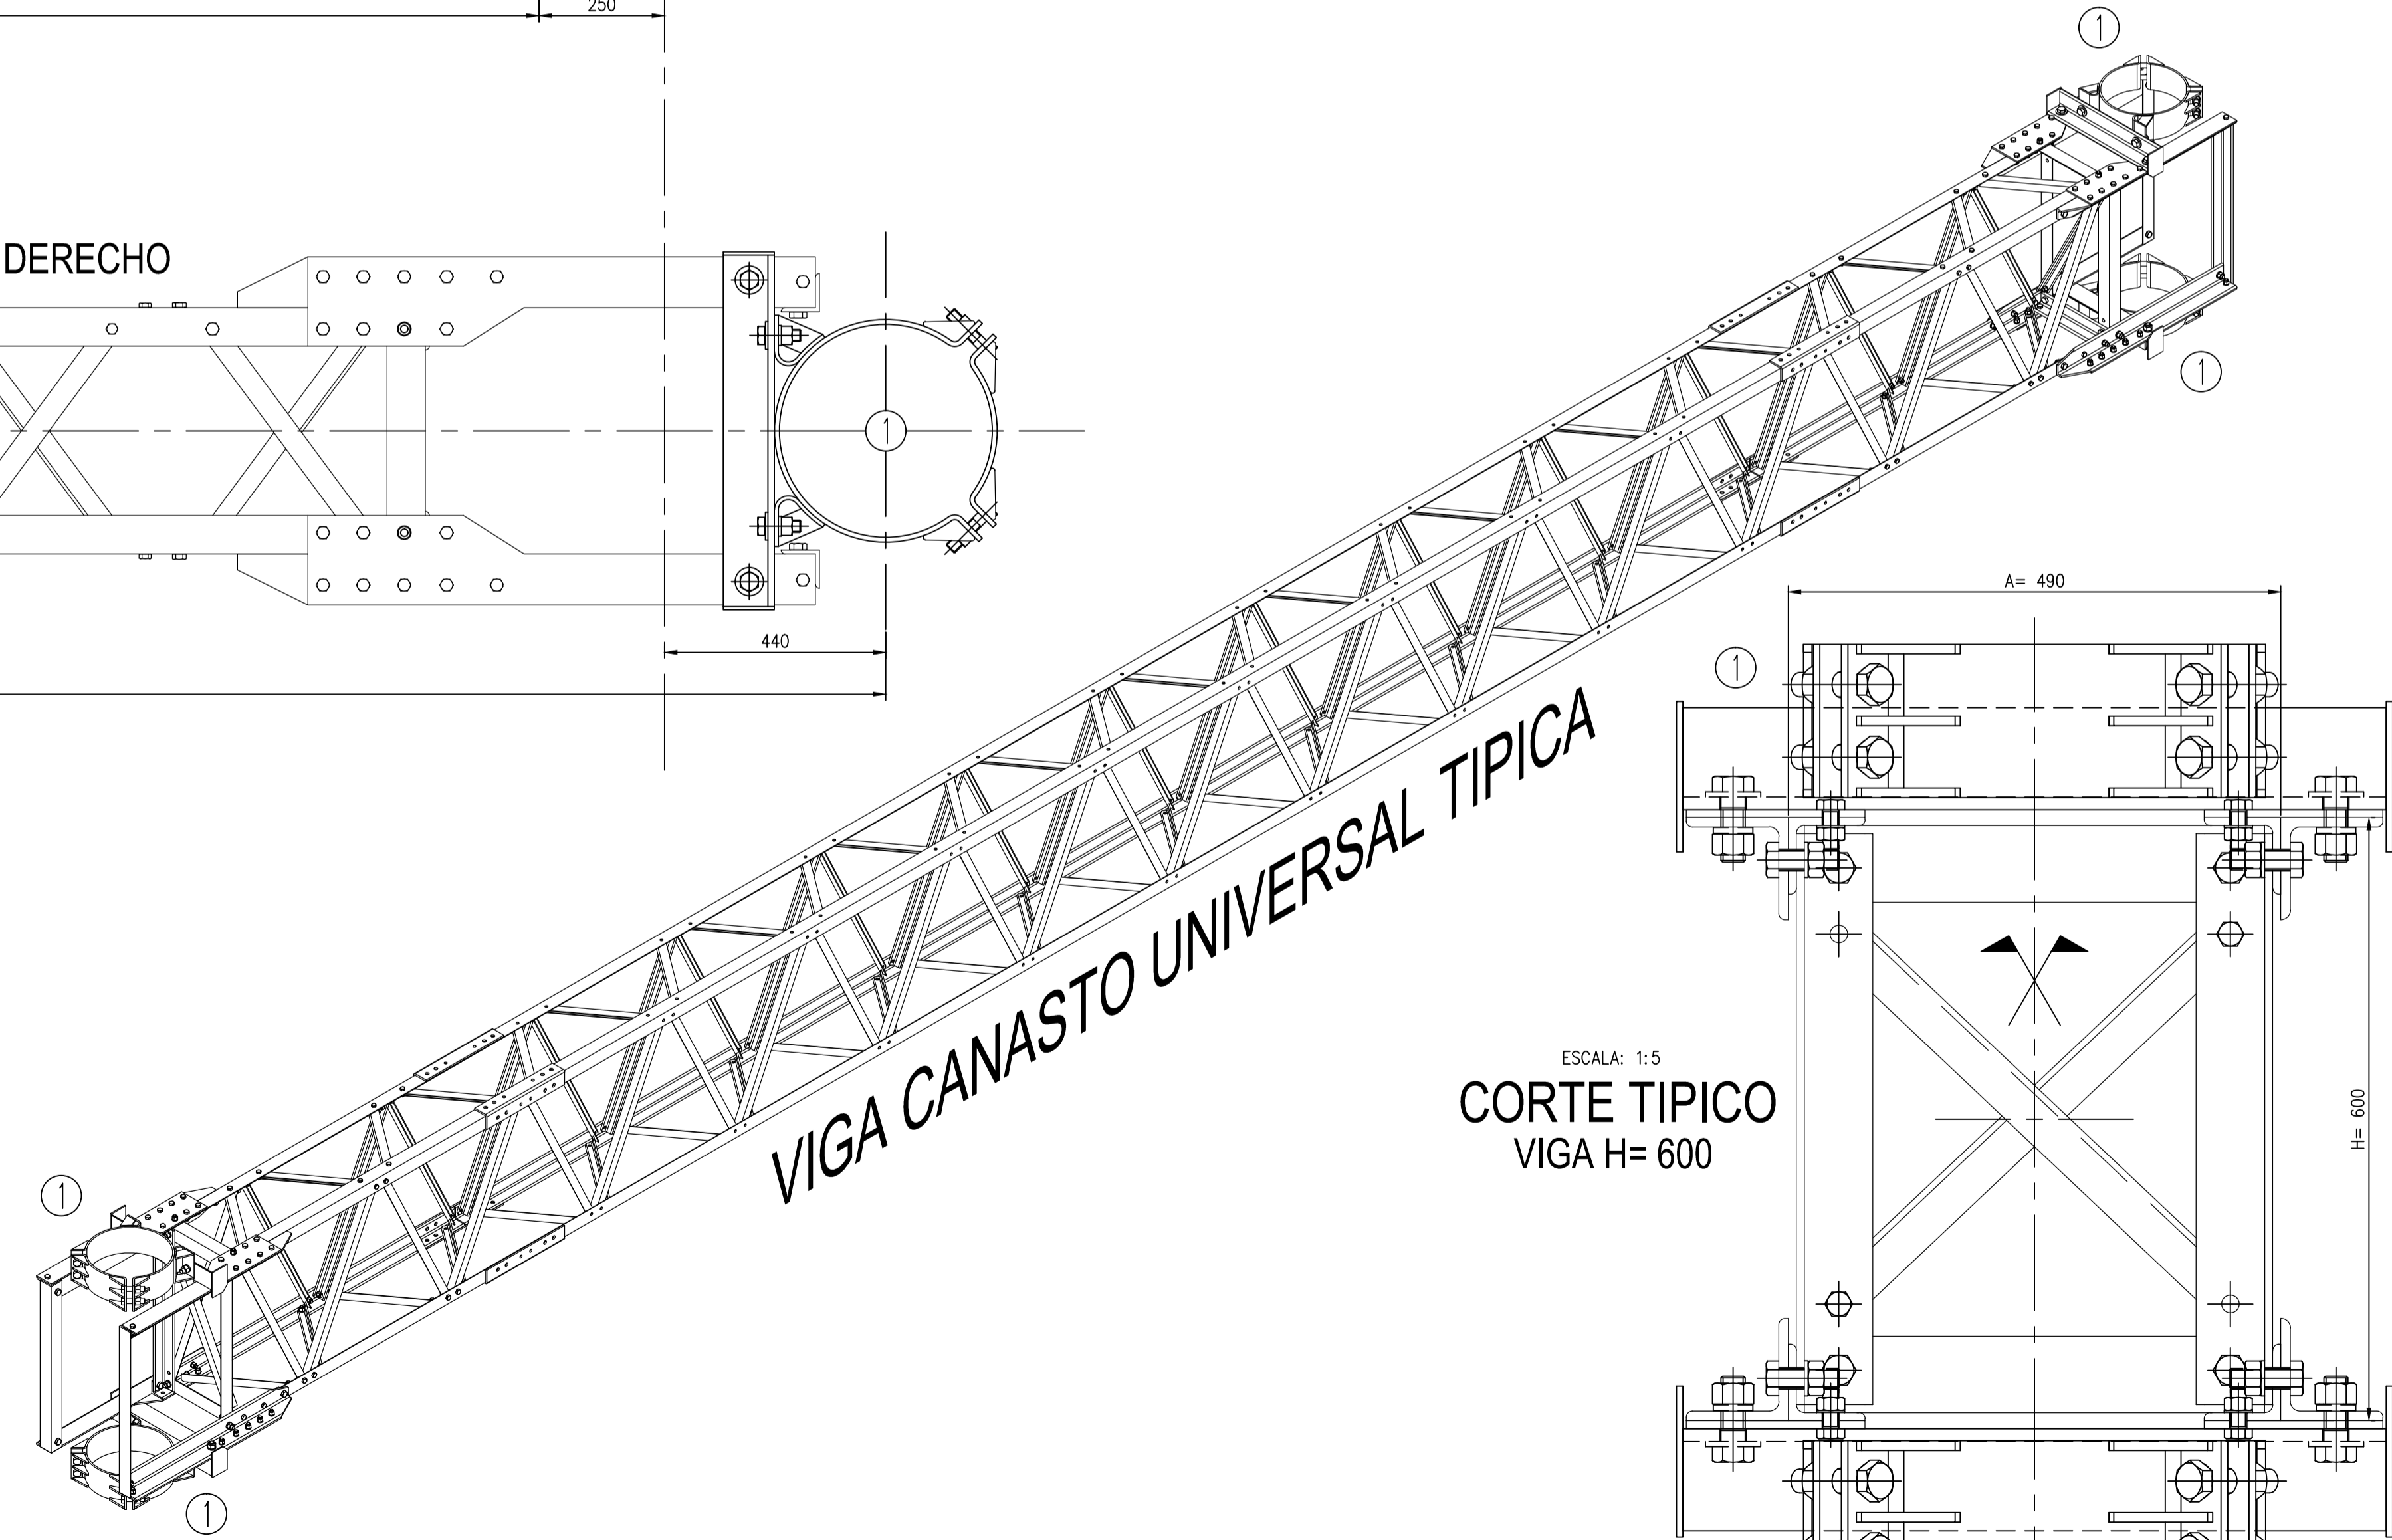 250
1
DERECHO
1
1
440
A= 490
1
VIGA CANASTO UNIVERSAL TIPICA
ESCALA: 1:5
CORTE TIPICO
VIGA H= 600
H= 600
1
1